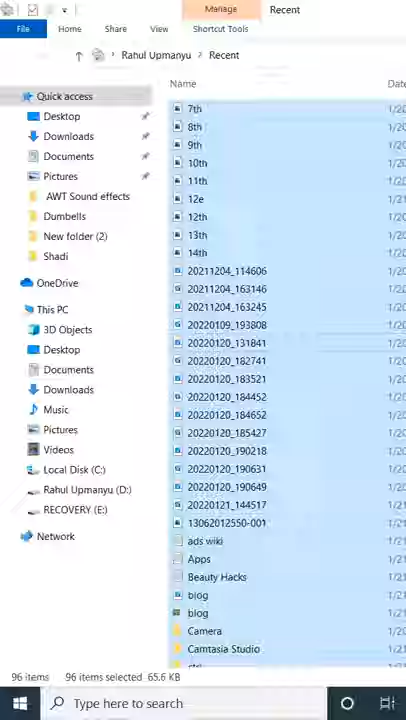 Manage
Recent
File
Home
Share
View
Shortcut Tools
Rahul Upmanyu > Recent
Name
Date
Quick access
Desktop
Downloads
Documents
Pictures
AWT Sound effects
Dumbells
New folder (2)
Shadi
OneDrive
This PC
3D Objects
Desktop
Documents
Downloads
Music
Pictures
Videos
Local Disk (C:)
Rahul Upmanyu (D:)
RECOVERY (E:)
Network
7th
8th
9th
10th
11th
12e
12th
13th
14th
20211204_114606
20211204_163146
20211204_163245
20220109_193808
20220120_131841
20220120_182741
20220120_183521
20220120_184452
20220120_184652
20220120_185427
20220120_190218
20220120_190631
20220120_190649
20220121_144517
13062012550-001
ads wiki
Apps
Beauty Hacks
blog
blog
Camera
Camtasia Studio
96 items 96 items selected 65.6 KB
Type here to search